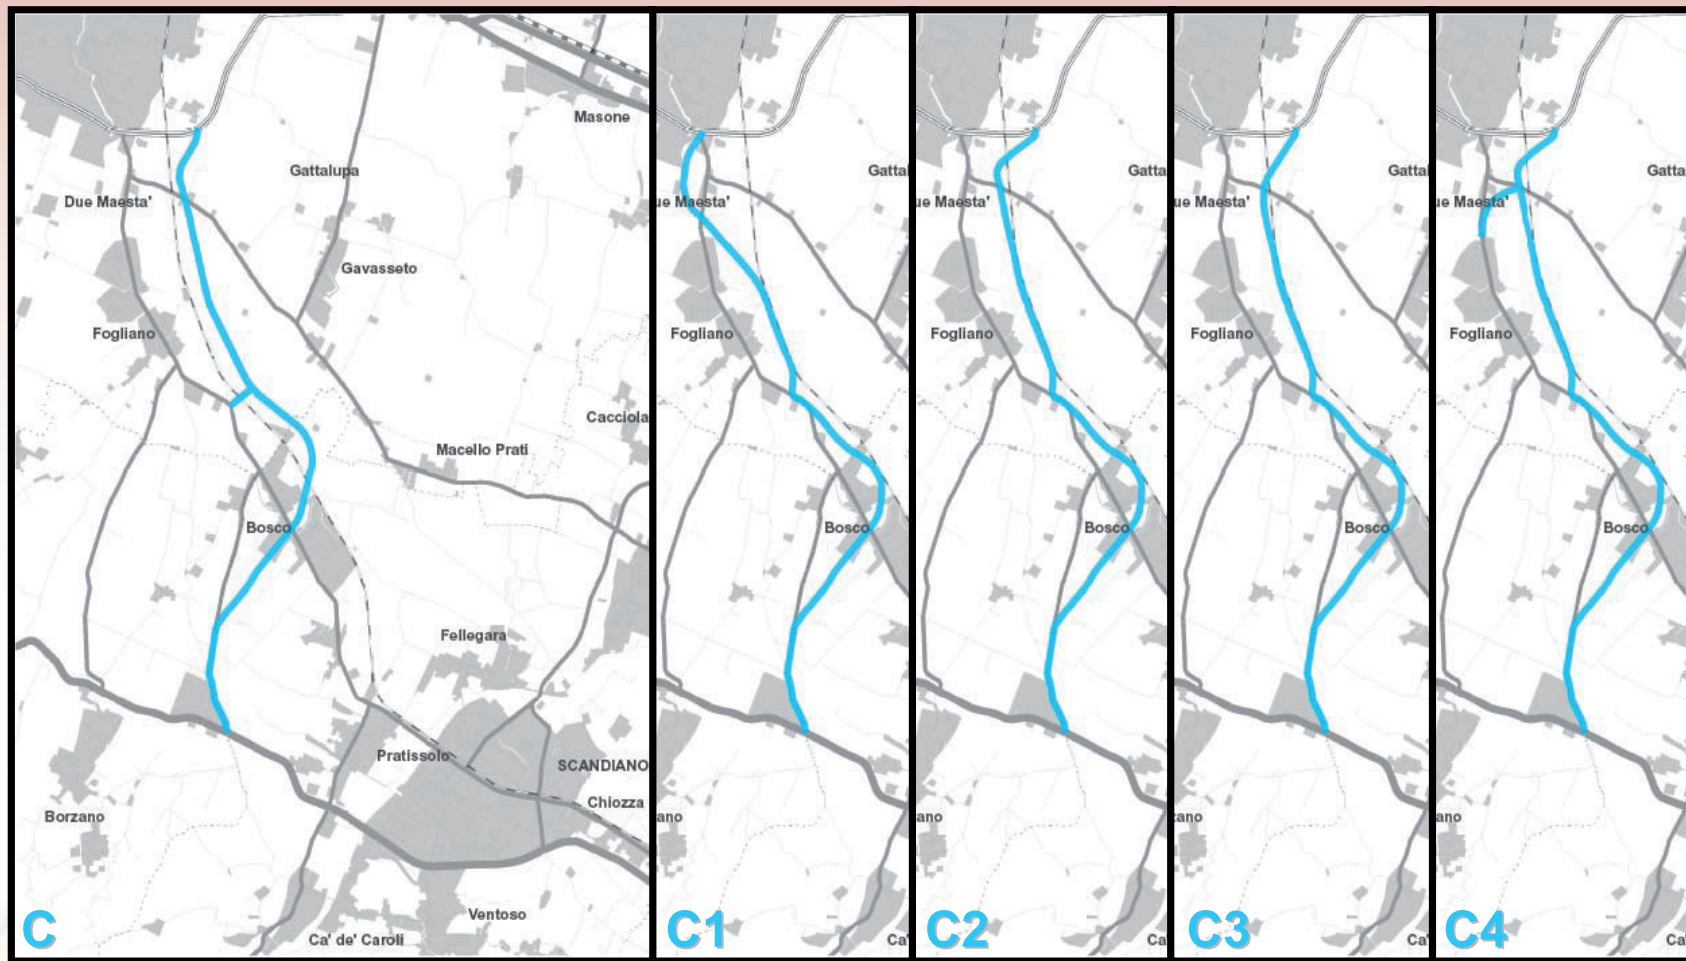 Masone
Gattalupa
Due Maesta'
Gavasseto
Fogliano
Cacciola
Macello Prati
Bosco
Fellegara
Pratissolo
SCANDIANO
Chiozza
Borzano
Ventoso
Ca' de' Caroli
C
Gattal
ue Maesta'
Fogliano
Bosco
ano
Ca'
C1
Gatta
ue Maesta'
Fogliano
Bosco
ano
Ca
C2
Gatta
ue Maesta'
Fogliano
Bosco
zano
Ca'
C3
Gatta
ue Maesta'
Fogliano
Bosco
ano
Ca
C4